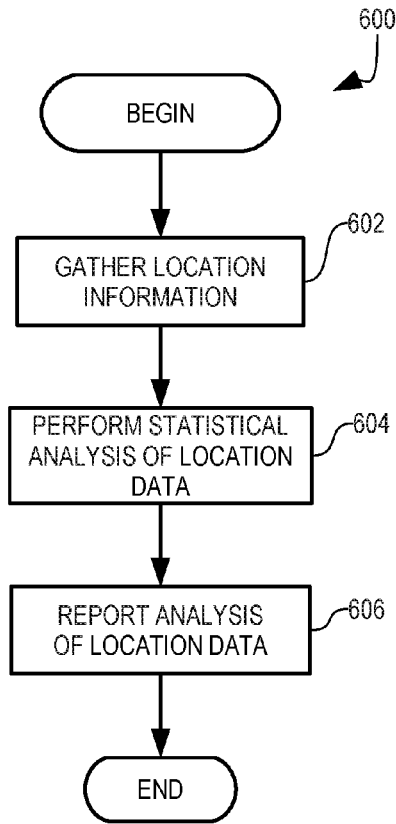 600
BEGIN
602
GATHER LOCATION
INFORMATION
604
PERFORM STATISTICAL
ANALYSIS OF LOCATION
DATA
606
REPORT ANALYSIS
OF LOCATION DATA
END